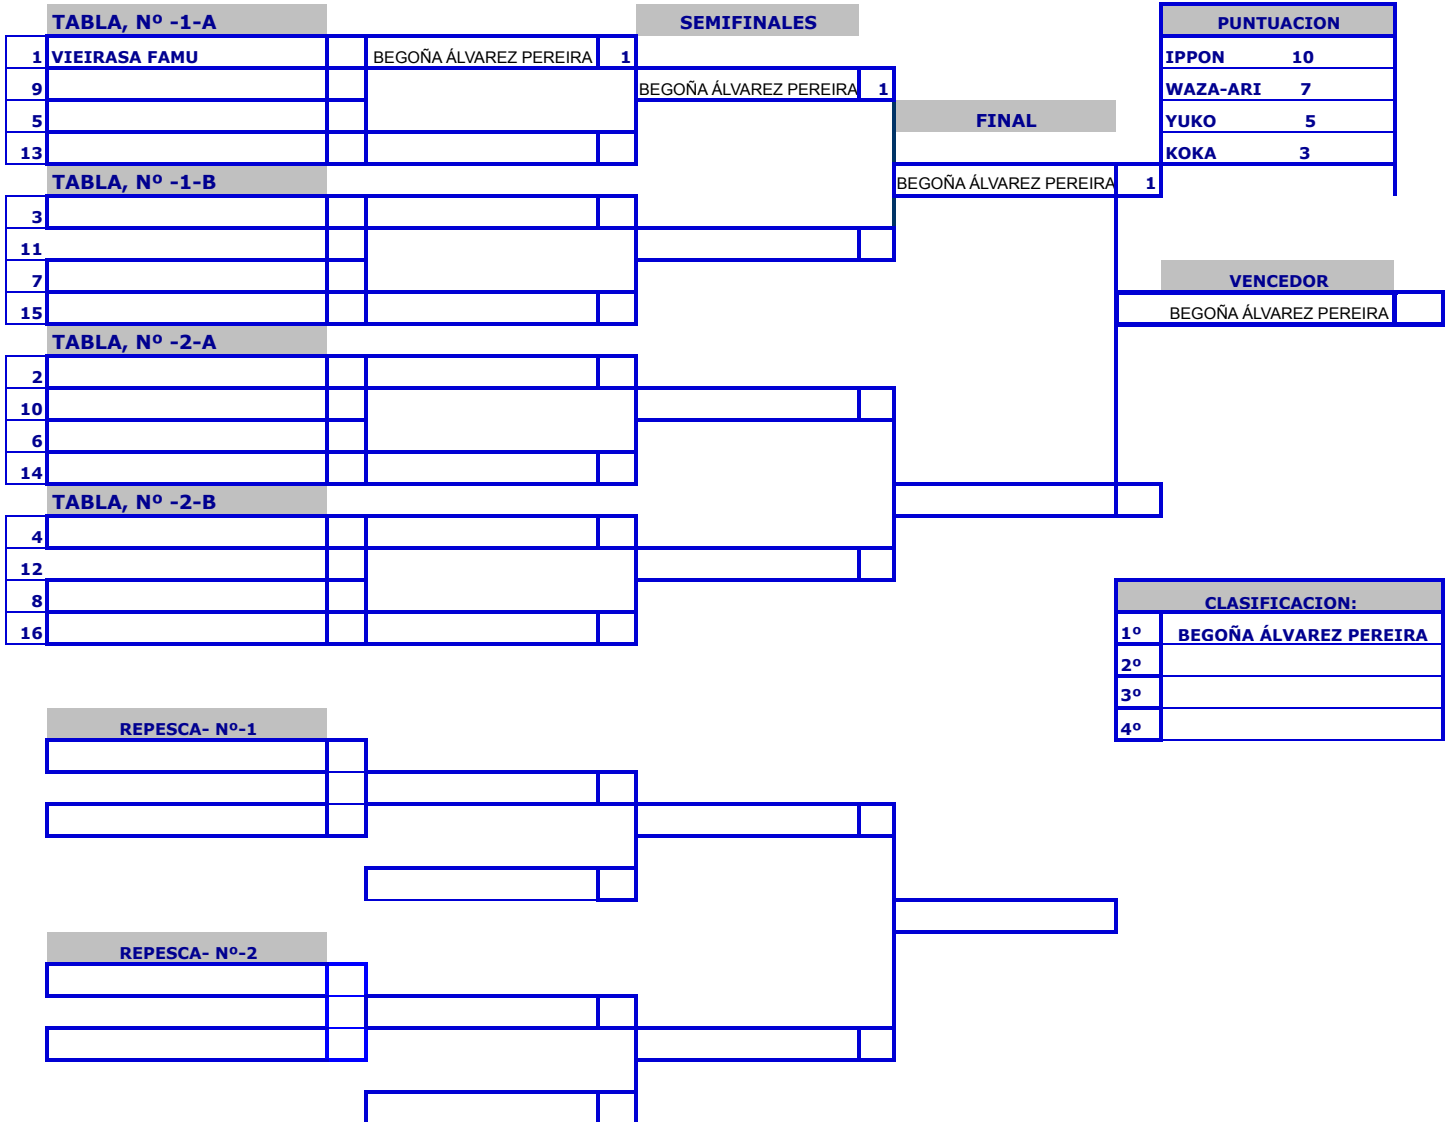 TABLA, Nº -1-A SEMIFINALES PUNTUACION
1 VIEIRASA FAMU BEGOÑA ÁLVAREZ PEREIRA 1 IPPON 10
9 BEGOÑA ÁLVAREZ PEREIRA 1 WAZA-ARI 7
5 FINAL YUKO 5
13 KOKA 3
TABLA, Nº -1-B BEGOÑA ÁLVAREZ PEREIRA 1
3
11
7 VENCEDOR
15 BEGOÑA ÁLVAREZ PEREIRA
TABLA, Nº -2-A
2
10
6
14
TABLA, Nº -2-B
4
12
8 CLASIFICACION:
16 1º BEGOÑA ÁLVAREZ PEREIRA
2º
3º
REPESCA- Nº-1 4º
REPESCA- Nº-2